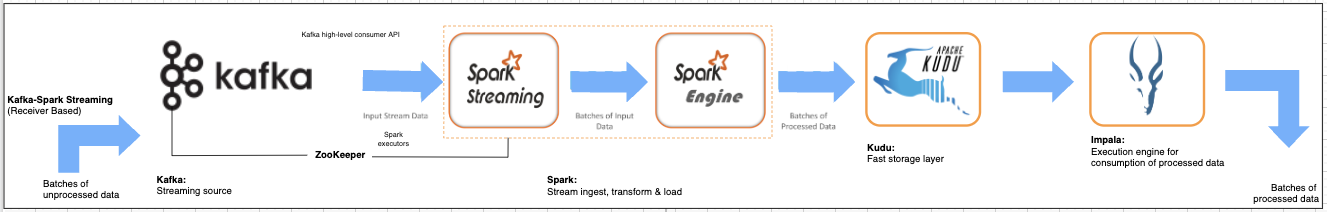 Kafka-Spark Streaming
(Receiver Based)
Batches of
unprocessed data
kafka
Kafka:
Streaming source
Kafka high-level consumer API
Input Stream Data
Spark
executors
ZooKeeper
Spark
Streaming
Batches of Input
Data
Spark
Engine
Spark:
Stream ingest, transform & load
Batches of
Processed Data
APACHE
KUDU
Kudu:
Fast storage layer
Impala:
Execution engine for
consumption of processed data
Batches of
processed data